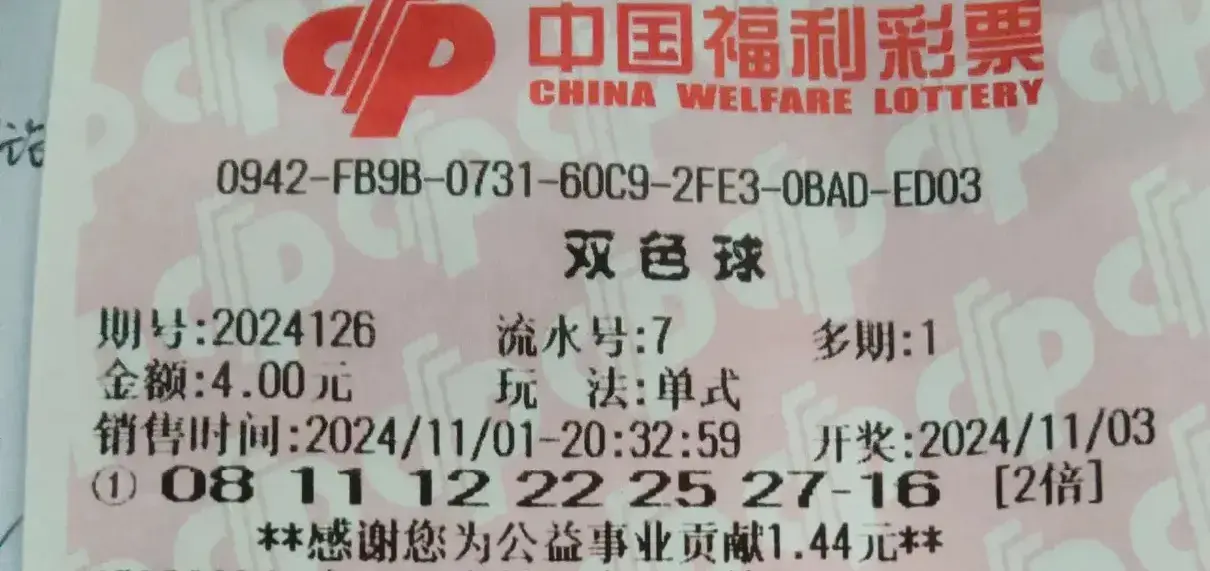 中国福利彩票
CHINA WELFARE LOTTERY
0942-FB9B-0731-60C9-2FE3-0BAD-ED03
双色球
期号:2024126 流水号:7 多期:1
金额:4.00元 玩 法:单式
销售时间:2024/11/01-20:32:59 开奖:2024/11/03
① 08 11 12 22 25 27-16 [2倍]
**感谢您为公益事业贡献1.44元**